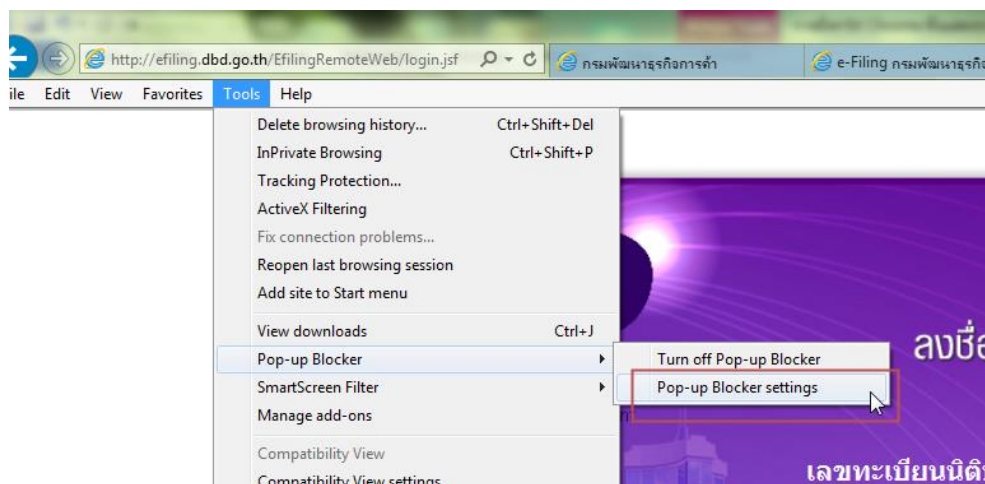 http://efiling.dbd.go.th/EfilingRemoteWeb/login.jsf กรมพัฒนาธุรกิจการค้า e-Filing กรมพัฒนาธุรกิจ
ile Edit View Favorites Tools Help
Delete browsing history... Ctrl+Shift+Del
InPrivate Browsing Ctrl+Shift+P
Tracking Protection...
ActiveX Filtering
Fix connection problems...
Reopen last browsing session
Add site to Start menu
View downloads Ctrl+J
Pop-up Blocker
Turn off Pop-up Blocker
ลงชื่อ
SmartScreen Filter
Pop-up Blocker settings
Manage add-ons
Compatibility View
เลขทะเบียนนิติ
Compatibility View settings